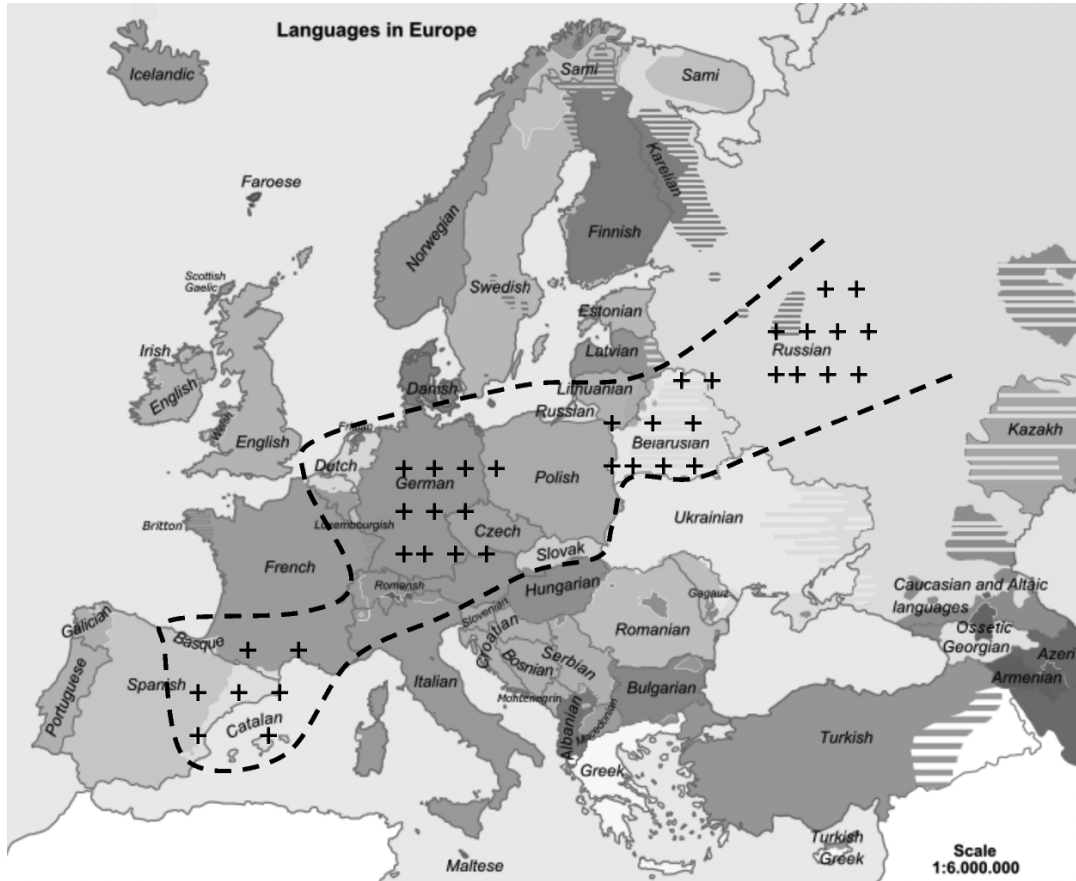 Languages in Europe
Icelandic
Sami
Sami
Karelian
Faroese
Norwegian
Finnish
Scottish
Gaelic
Swedish
Estonian
Irish
Latvian
Russian
English
Danish
Lithuanian
Welsh
Frisian
Russian
Belarusian
Kazakh
English
Dutch
German
Polish
Britton
Luxembourgish
Czech
Ukrainian
French
Slovak
Romansh
Hungarian
Caucasian and Altaic
languages
Galicien
Basque
Slovenian
Gagauz
Ossetic
Croatian
Romanian
Georgian
Azeri
Portuguese
Spanish
Bosnian
Serbian
Armenian
Italian
Montenegrin
Bulgarian
Catalan
Albanian
Macedonian
Turkish
Greek
Turkish
Greek
Maltese
Scale
1:6.000.000